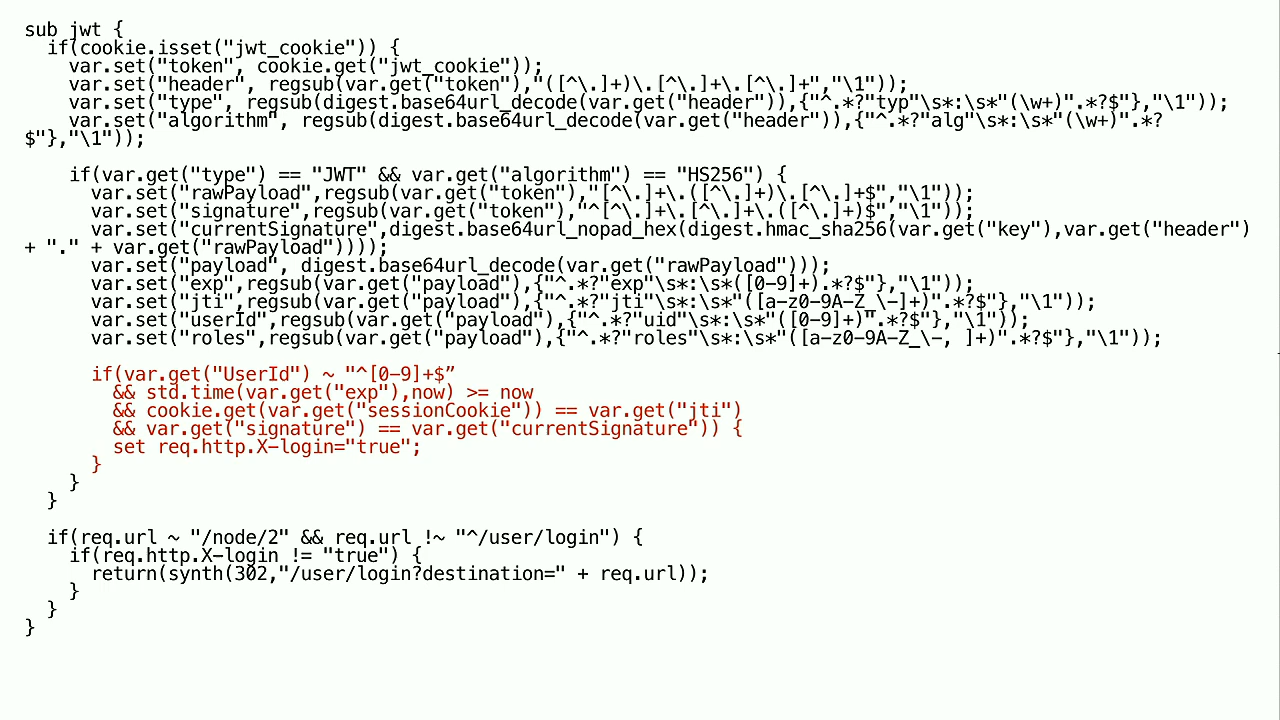 sub jwt {
if(cookie.isset("jwt_cookie")) {
var.set("token", cookie.get("jwt_cookie"));
var.set("header", regsub(var.get("token"),"([^\.]+)\.[^\.]+\.[^\.]+","\1"));
var.set("type", regsub(digest.base64url_decode(var.get("header")),{"^.*?"typ"\s*:\s*"(\w+)".*?$"},"\1"));
var.set("algorithm", regsub(digest.base64url_decode(var.get("header")),{"^.*?"alg"\s*:\s*"(\w+)".*?
$"},"\1"));
if(var.get("type") == "JWT" && var.get("algorithm") == "HS256") {
var.set("rawPayload",regsub(var.get("token"),"[^\.]+\.([^\.]+)\.[^\.]+$","\1"));
var.set("signature",regsub(var.get("token"),"^[^\.]+\.[^\.]+\.([^\.]+)$","\1"));
var.set("currentSignature",digest.base64url_nopad_hex(digest.hmac_sha256(var.get("key"),var.get("header")
+ "." + var.get("rawPayload"))));
var.set("payload", digest.base64url_decode(var.get("rawPayload")));
var.set("exp",regsub(var.get("payload"),{"^.*?"exp"\s*:\s*([0-9]+).*?$"},"\1"));
var.set("jti",regsub(var.get("payload"),{"^.*?"jti"\s*:\s*"([a-z0-9A-Z_\-]+)".*?$"},"\1"));
var.set("userId",regsub(var.get("payload"),{"^.*?"uid"\s*:\s*"([0-9]+)".*?$"},"\1"));
var.set("roles",regsub(var.get("payload"),{"^.*?"roles"\s*:\s*"([a-z0-9A-Z_\-, ]+)".*?$"},"\1"));
if(var.get("UserId") ~ "^[0-9]+$”
&& std.time(var.get("exp"),now) >= now
&& cookie.get(var.get("sessionCookie")) == var.get("jti")
&& var.get("signature") == var.get("currentSignature")) {
set req.http.X-login="true";
}
}
}
if(req.url ~ "/node/2" && req.url !~ "^/user/login") {
if(req.http.X-login != "true") {
return(synth(302,"/user/login?destination=" + req.url));
}
}
}